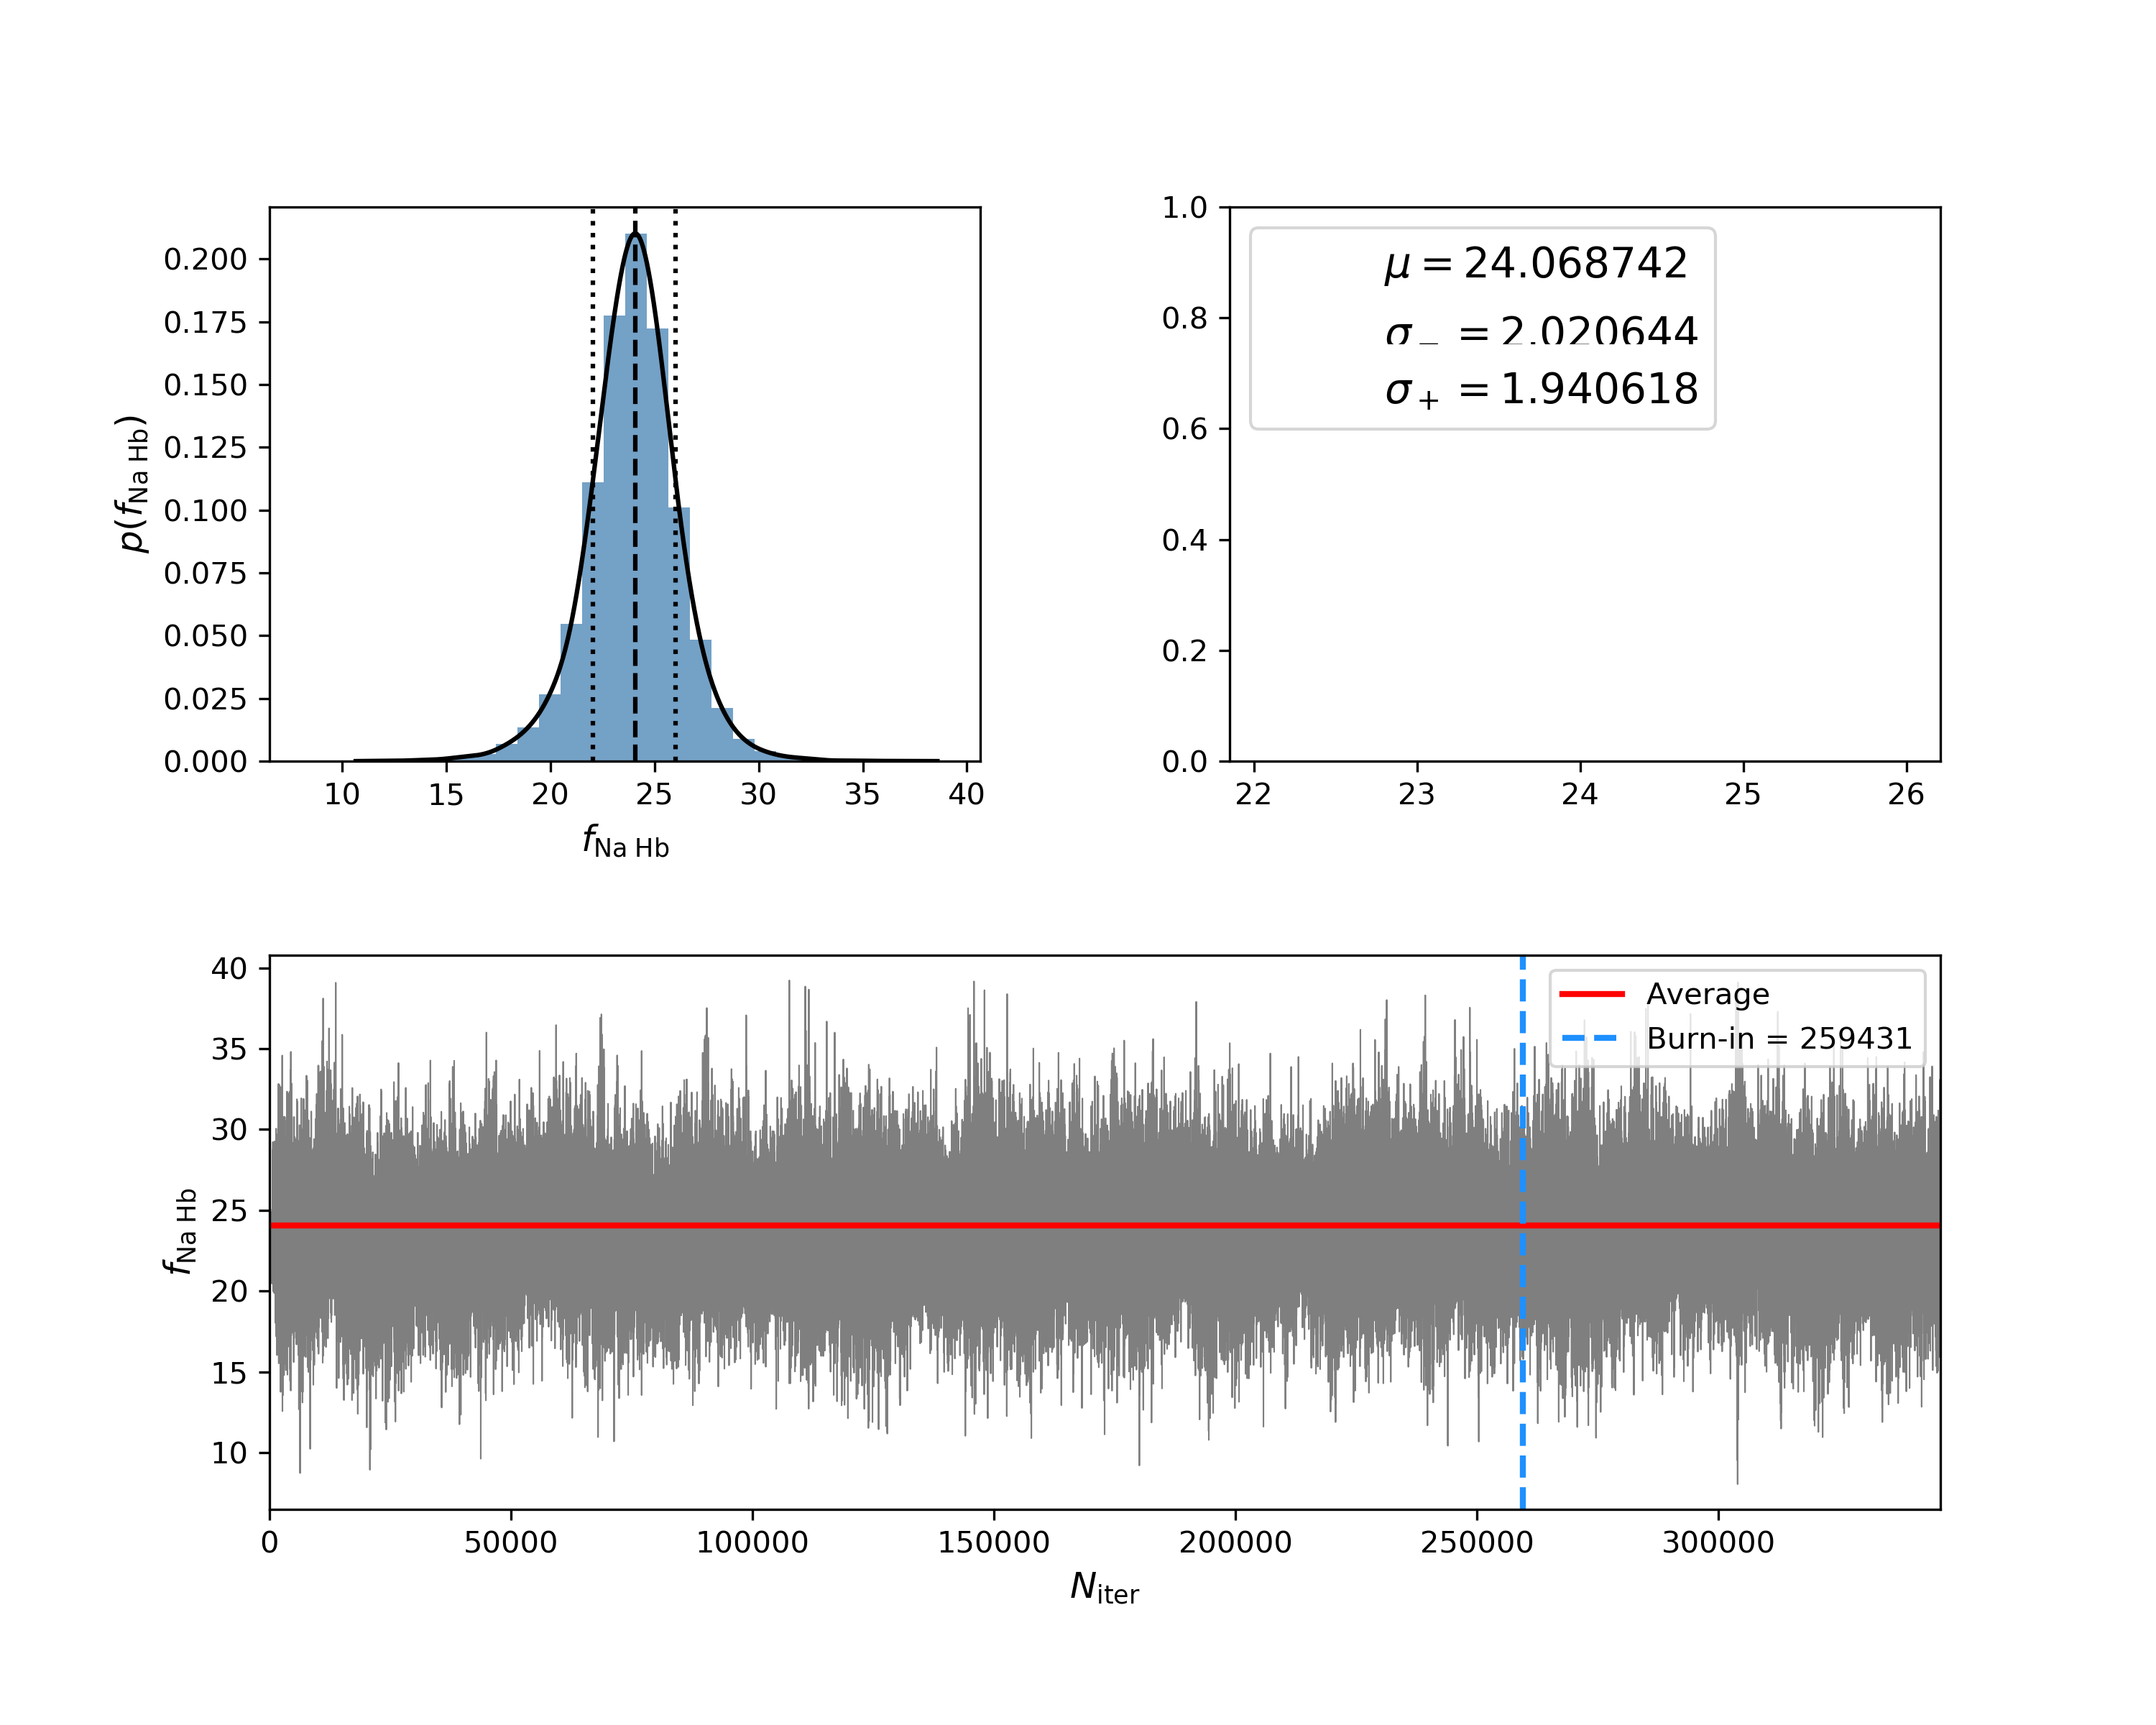 0.200
0.175
0.150
0.125
0.100
0.075
0.050
0.025
0.000
p(f_Na Hb)
10 15 20 25 30 35 40
f_Na Hb
1.0
0.8
0.6
0.4
0.2
0.0
μ = 24.068742
σ_− = 2.020644
σ_+ = 1.940618
22 23 24 25 26
40
35
30
25
20
15
10
f_Na Hb
Average
Burn-in = 259431
0 50000 100000 150000 200000 250000 300000
N_iter